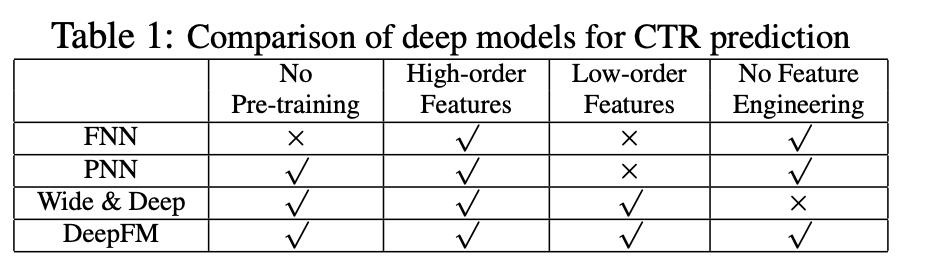 Table 1: Comparison of deep models for CTR prediction
No Pre-training High-order Features Low-order Features No Feature Engineering
FNN × √ × √
PNN √ √ × √
Wide & Deep √ √ √ ×
DeepFM √ √ √ √